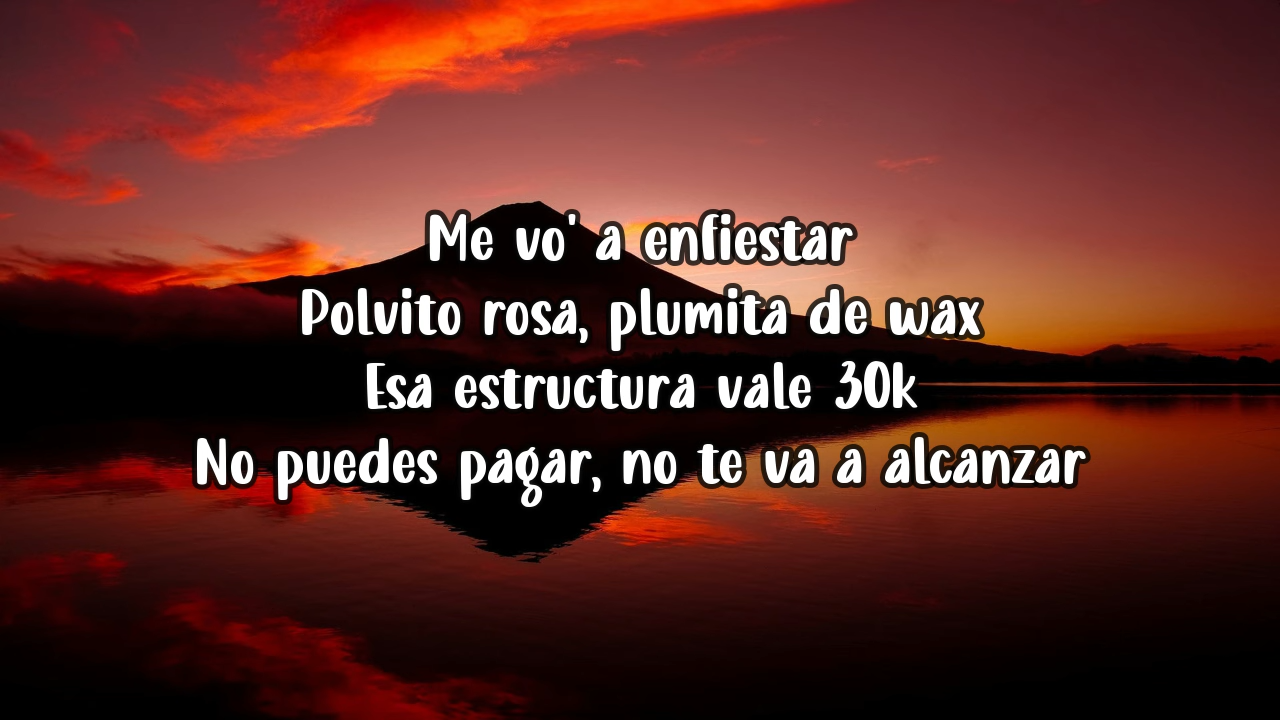 Me vo' a enfiestar
Polvito rosa, plumita de wax
Esa estructura vale 30k
No puedes pagar, no te va a alcanzar